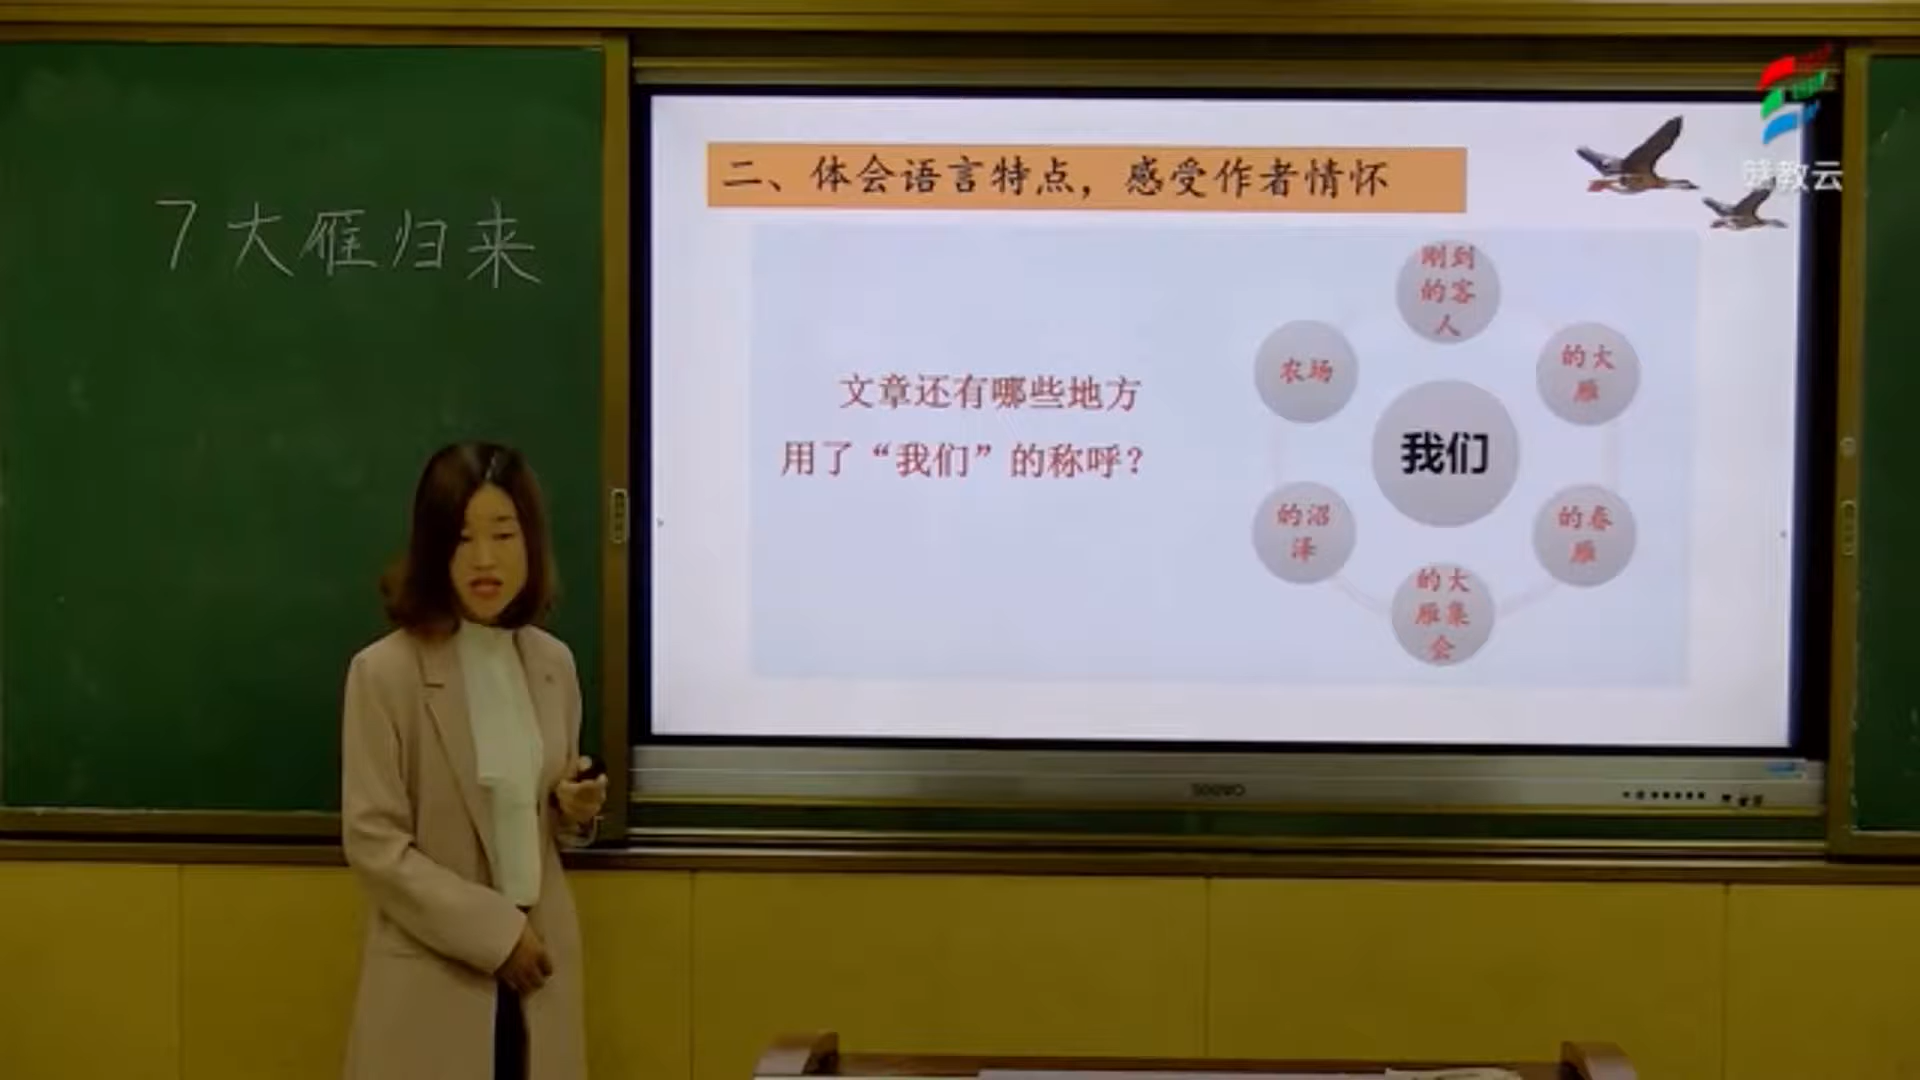 7 大雁归来
二、体会语言特点，感受作者情怀
赣教云
文章还有哪些地方
用了“我们”的称呼？
刚到
的客
人
农场
的大
雁
我们
的沼
泽
的春
雁
的大
雁集
会